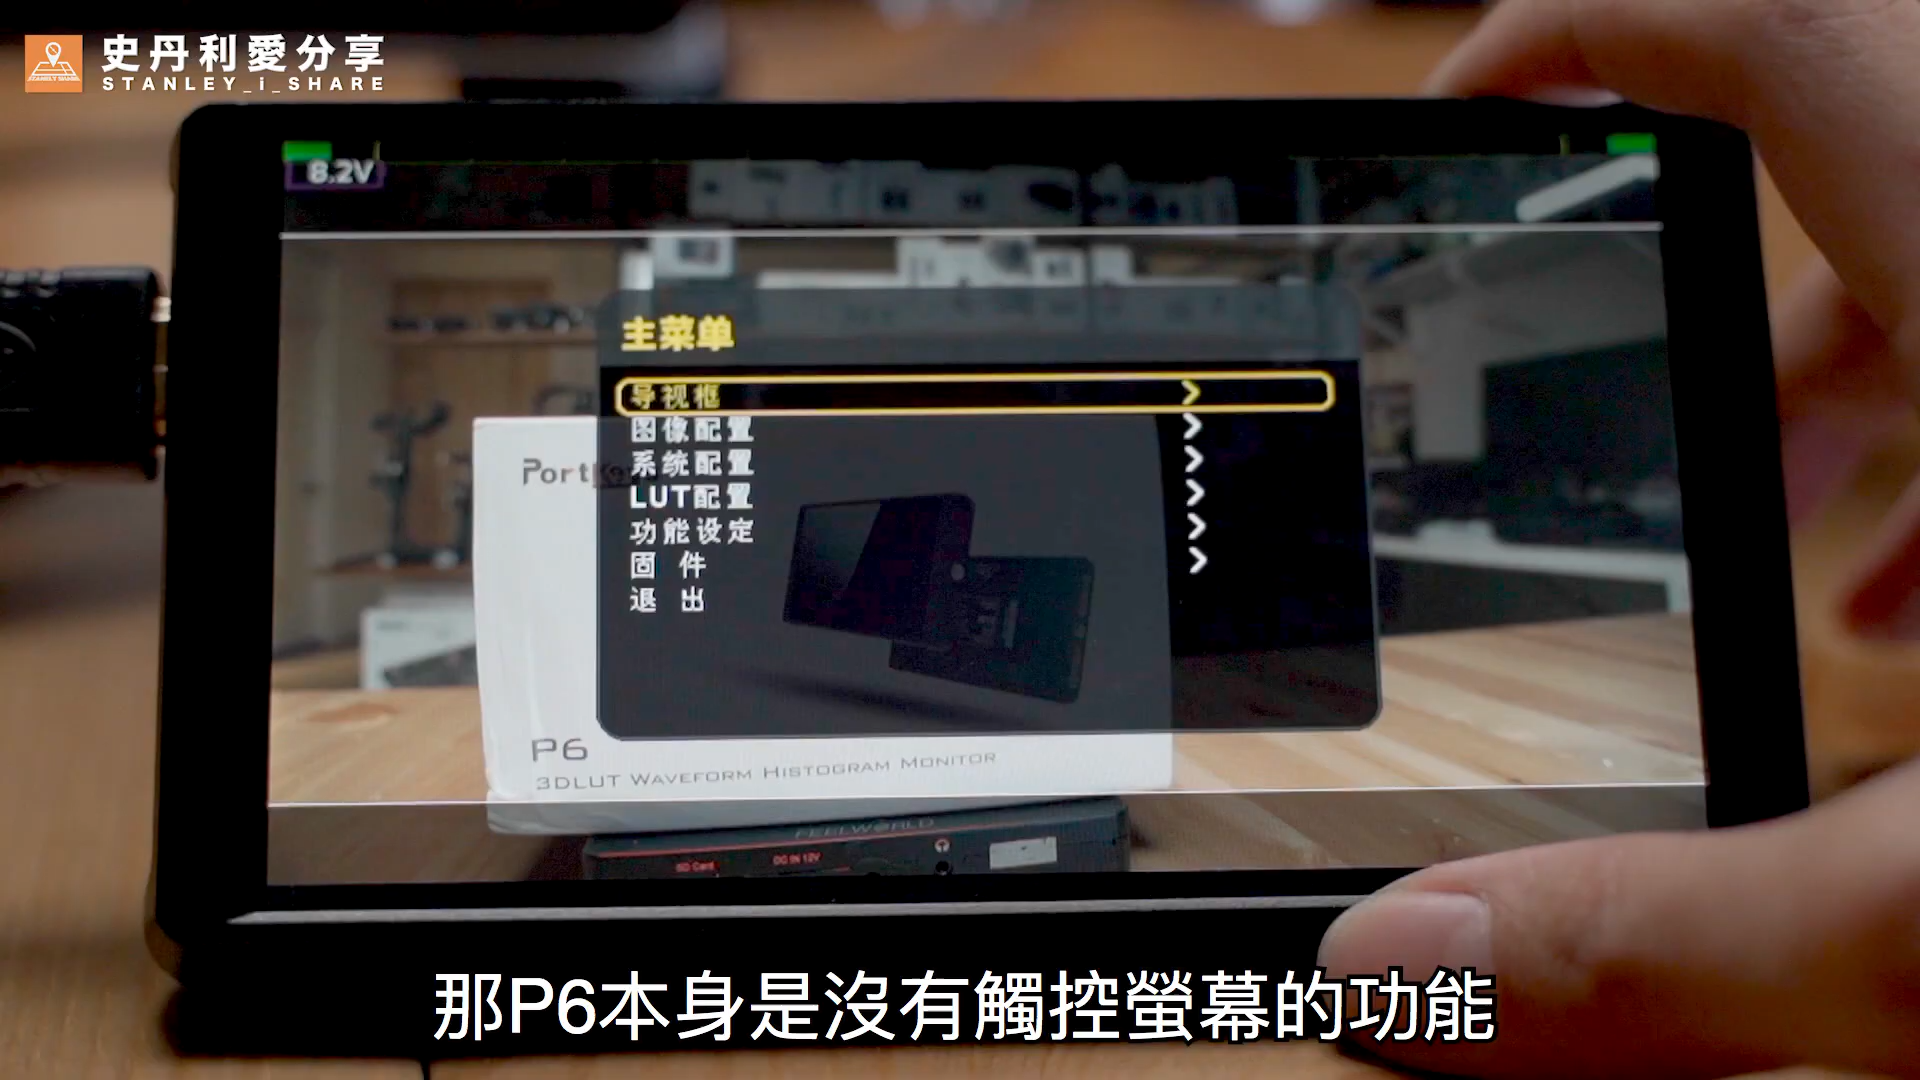 史丹利愛分享
STANLEY_i_SHARE
8.2V
主菜单
导视框
图像配置
系统配置
LUT配置
功能设定
固 件
退 出
PortKeys
P6
3DLUT WAVEFORM HISTOGRAM MONITOR
FEELWORLD
SD Card
DC IN 12V
那P6本身是沒有觸控螢幕的功能